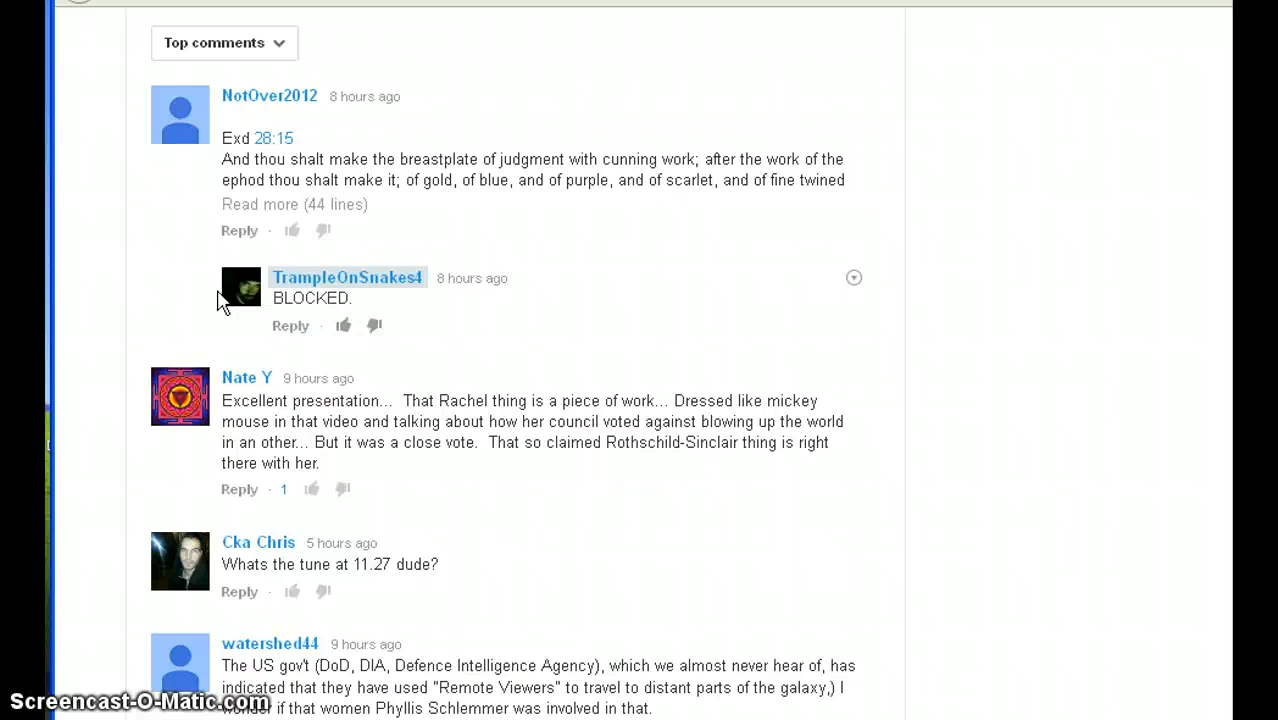 Top comments
NotOver2012 8 hours ago
Exd 28:15
And thou shalt make the breastplate of judgment with cunning work; after the work of the
ephod thou shalt make it; of gold, of blue, and of purple, and of scarlet, and of fine twined
Read more (44 lines)
Reply ·
TrampleOnSnakes4 8 hours ago
BLOCKED.
Reply ·
Nate Y 9 hours ago
Excellent presentation... That Rachel thing is a piece of work... Dressed like mickey
mouse in that video and talking about how her council voted against blowing up the world
in an other... But it was a close vote. That so claimed Rothschild-Sinclair thing is right
there with her.
Reply · 1
Cka Chris 5 hours ago
Whats the tune at 11.27 dude?
Reply ·
watershed44 9 hours ago
The US gov't (DoD, DIA, Defence Intelligence Agency), which we almost never hear of, has
indicated that they have used "Remote Viewers" to travel to distant parts of the galaxy,) I
wonder if that women Phyllis Schlemmer was involved in that.
Screencast-O-Matic.com